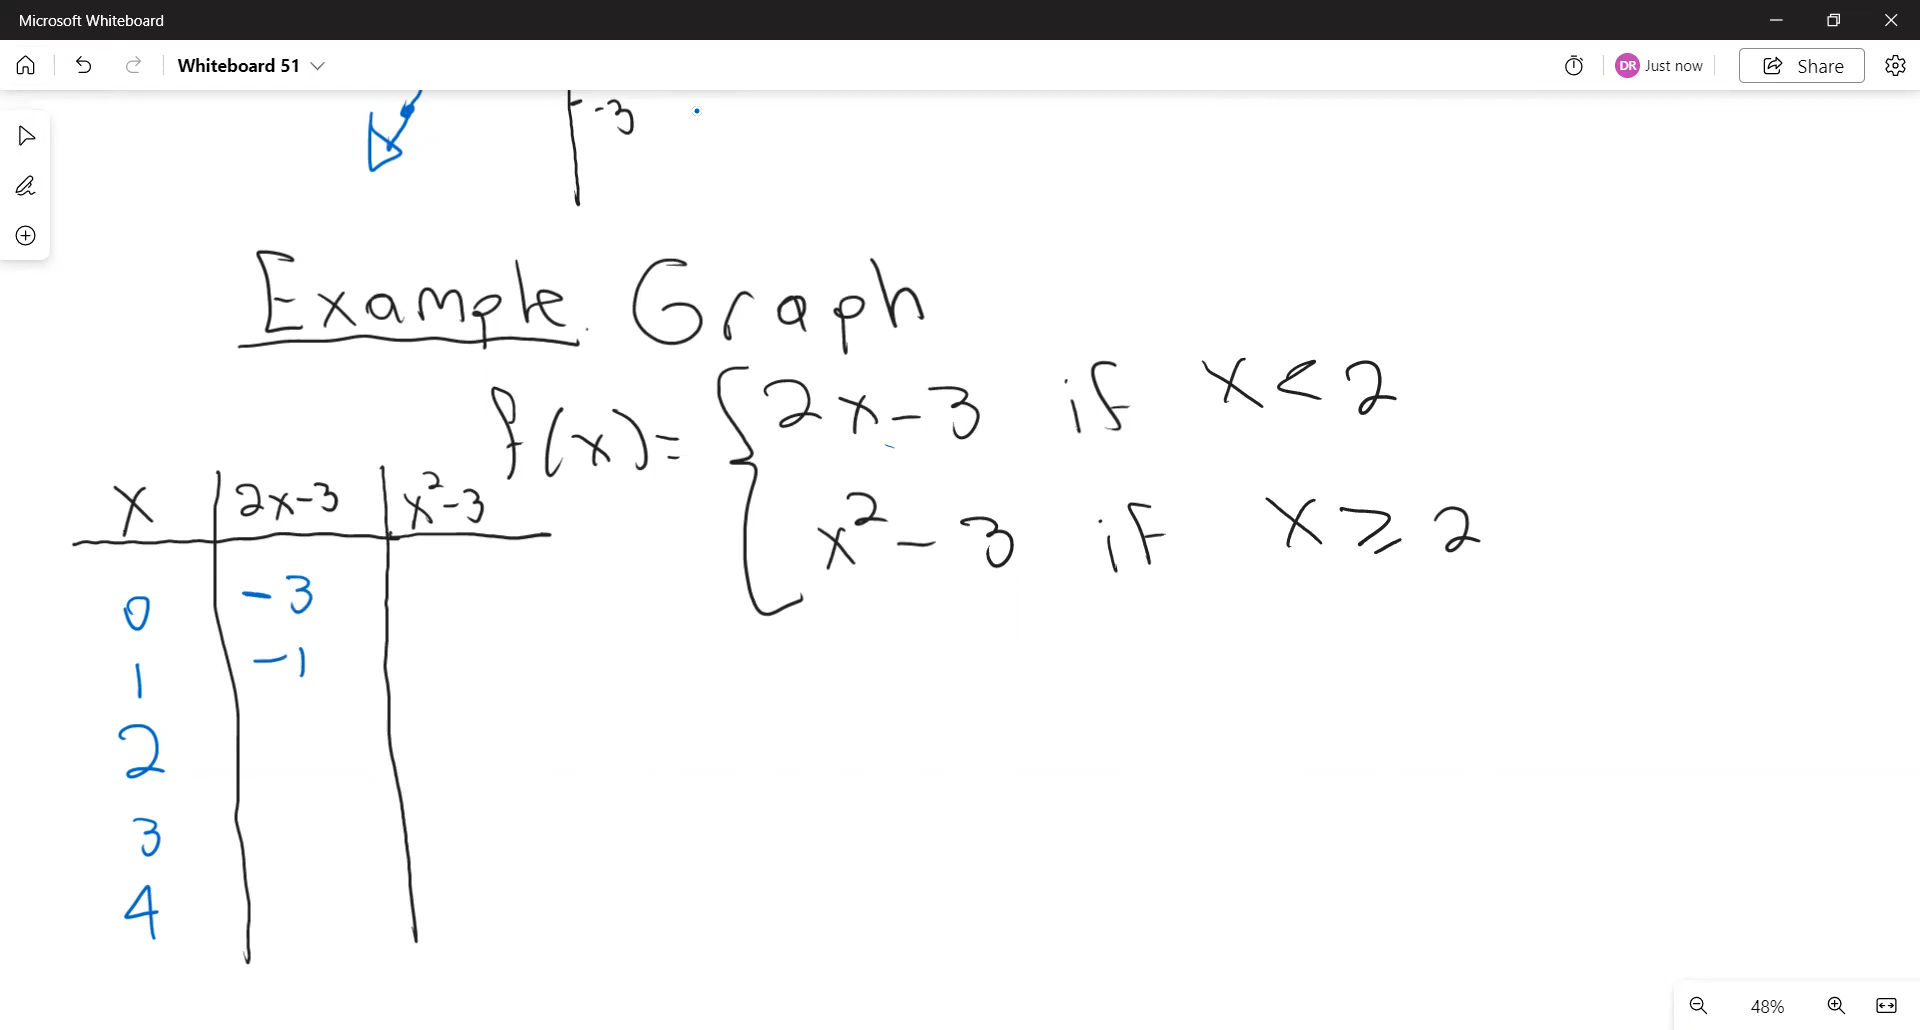 Microsoft Whiteboard
Whiteboard 51
DR Just now
Share
-3
Example. Graph
f(x)= { 2x-3 if x<2
x²-3 if x≥2
x | 2x-3 | x²-3
0 -3
1 -1
2
3
4
48%